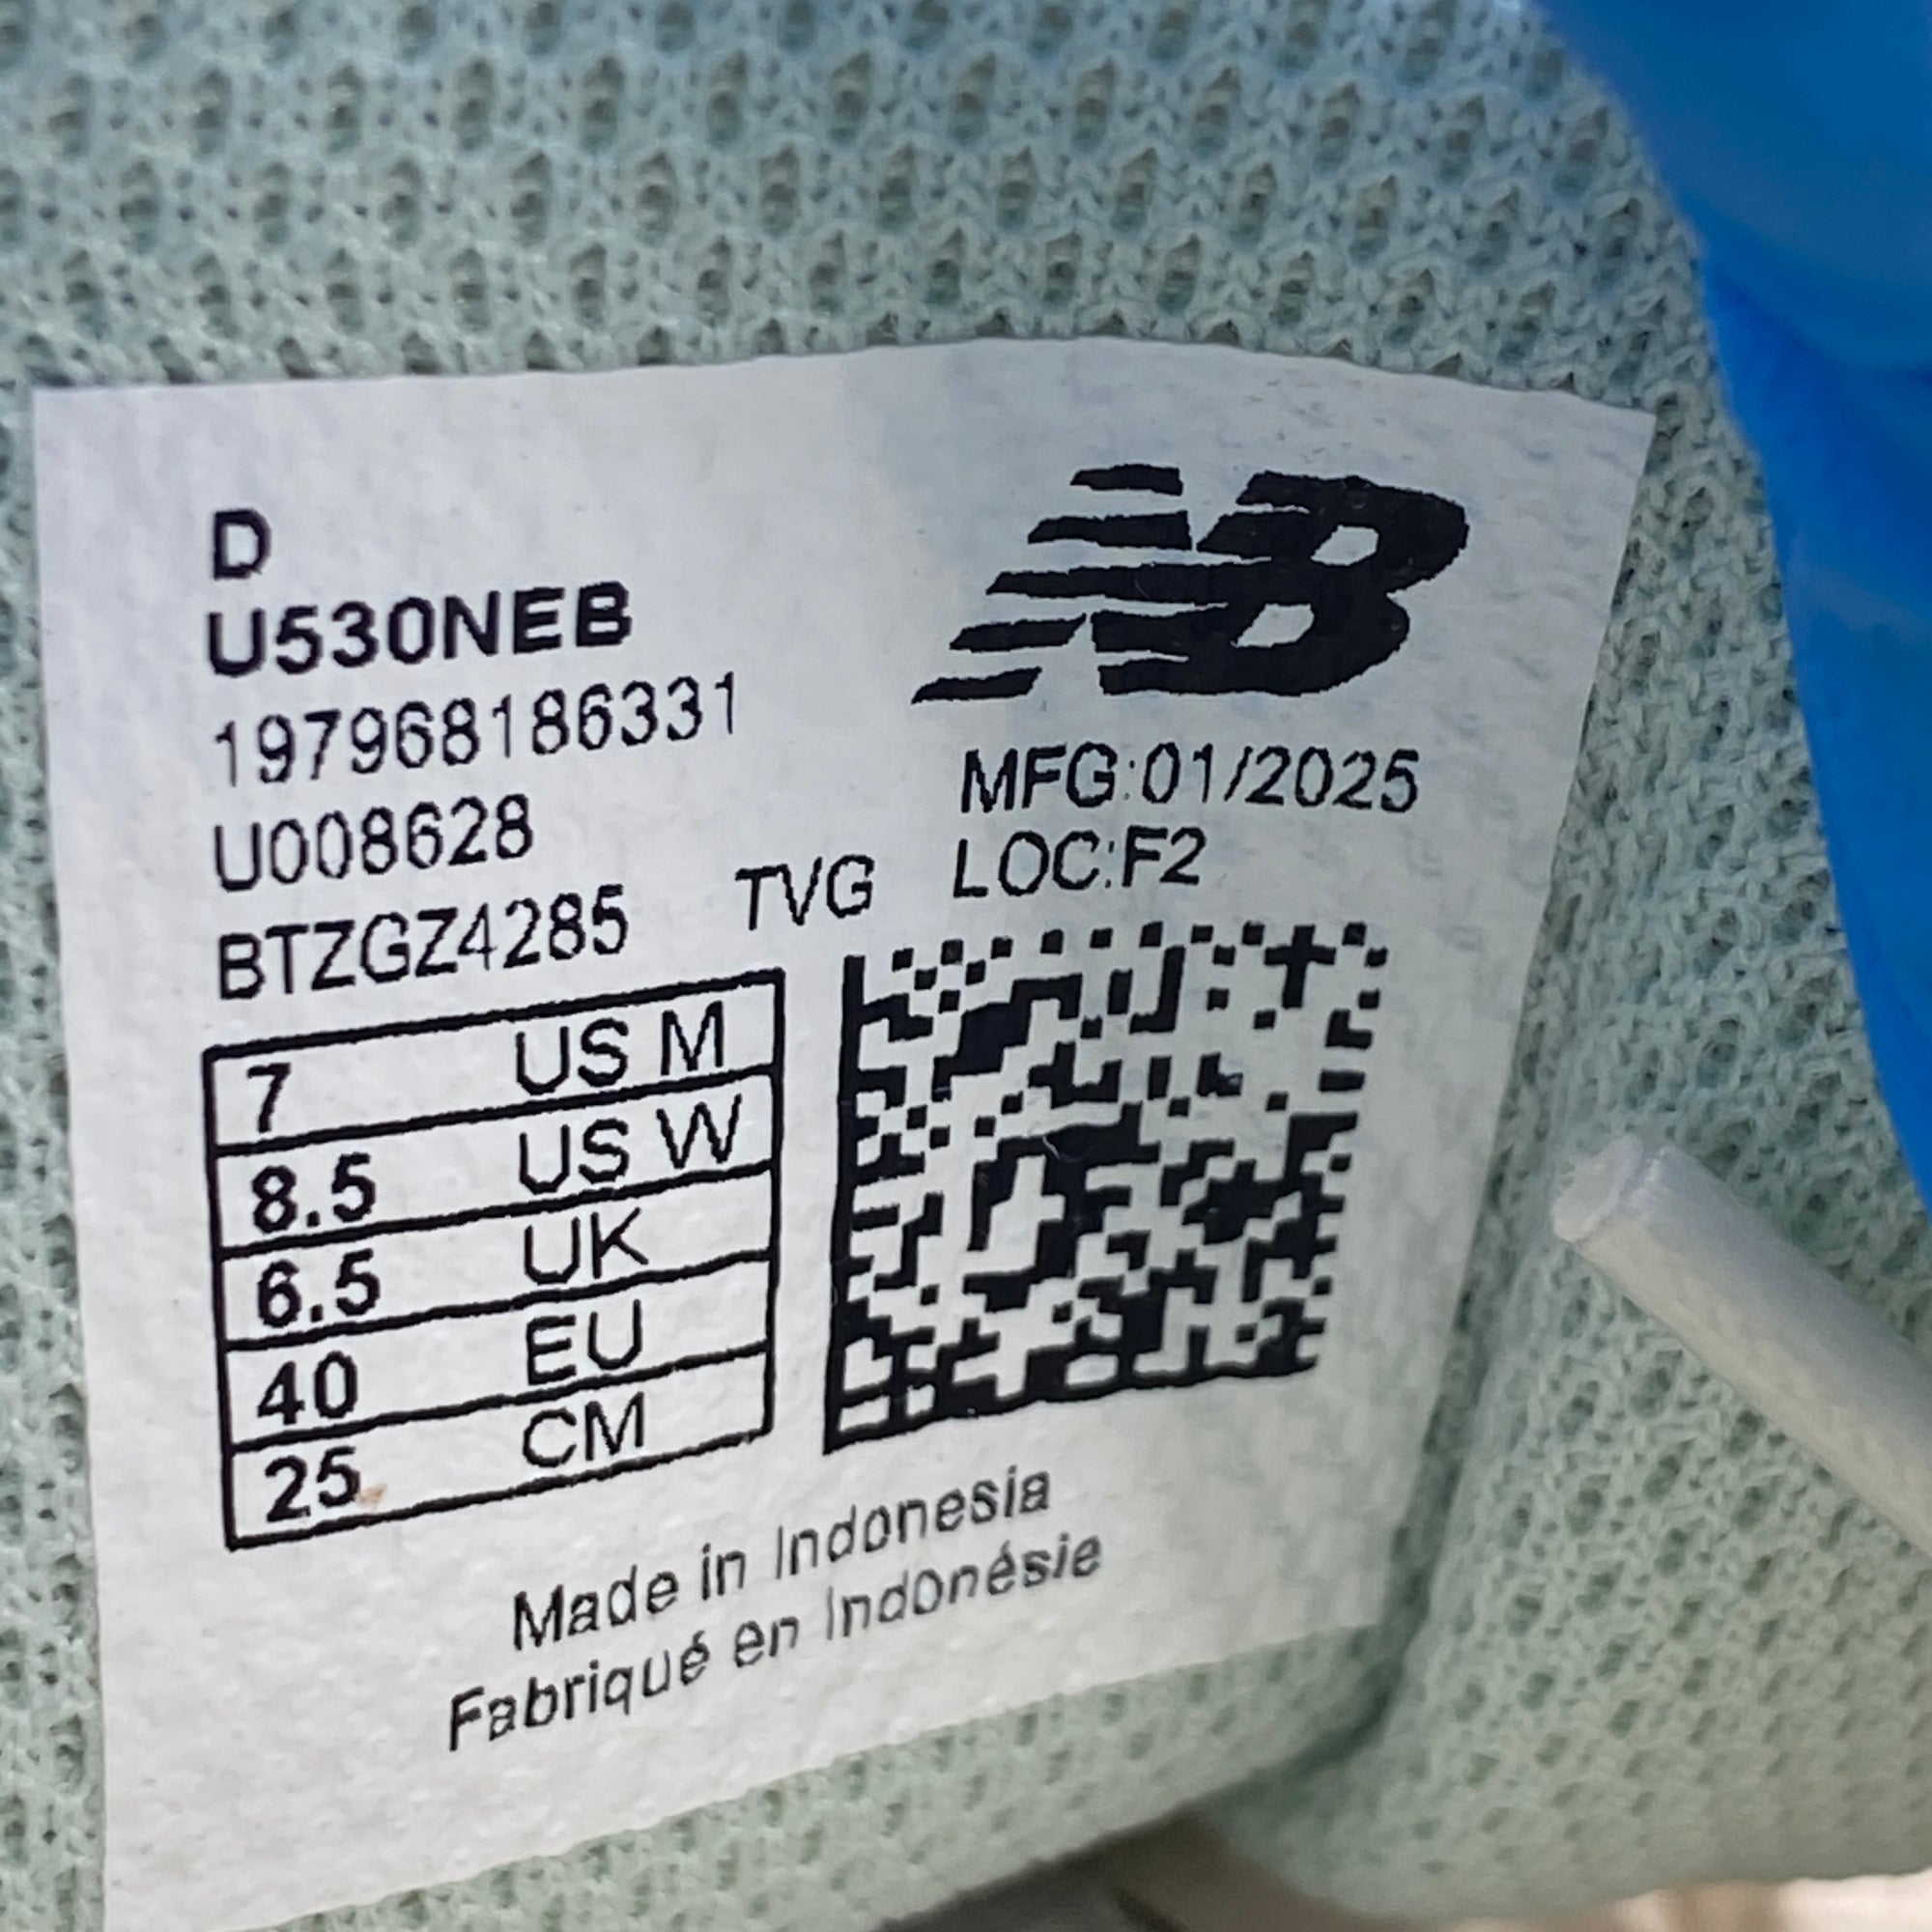 D
U530NEB
197968186331
U008628
BTZGZ4285 TVG
NB
MFG:01/2025
LOC:F2
7 US M
8.5 US W
6.5 UK
40 EU
25 CM
Made in Indonesia
Fabriqué en Indonésie